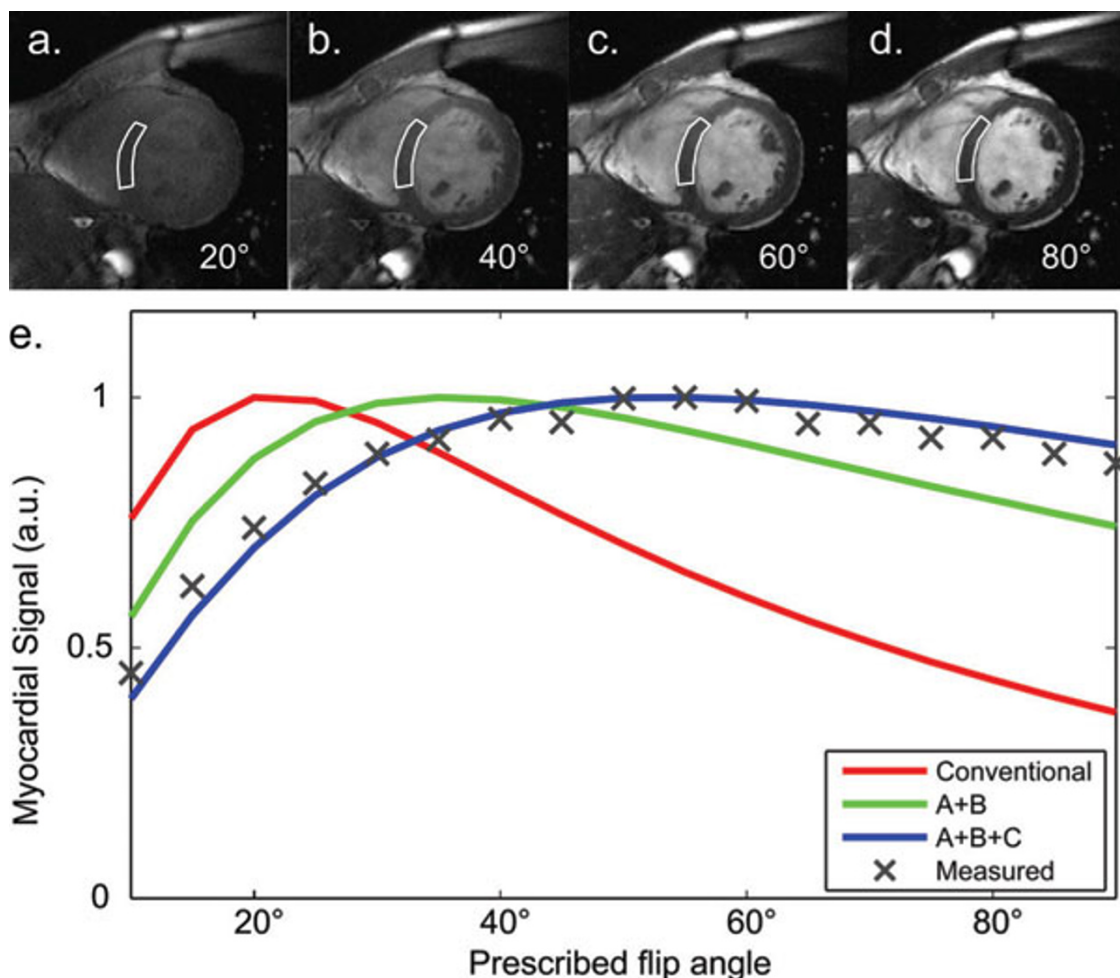 a.
b.
c.
d.
20°
40°
60°
80°
e.
1
0.5
0
Myocardial Signal (a.u.)
Conventional
A+B
A+B+C
Measured
20°
40°
60°
80°
Prescribed flip angle